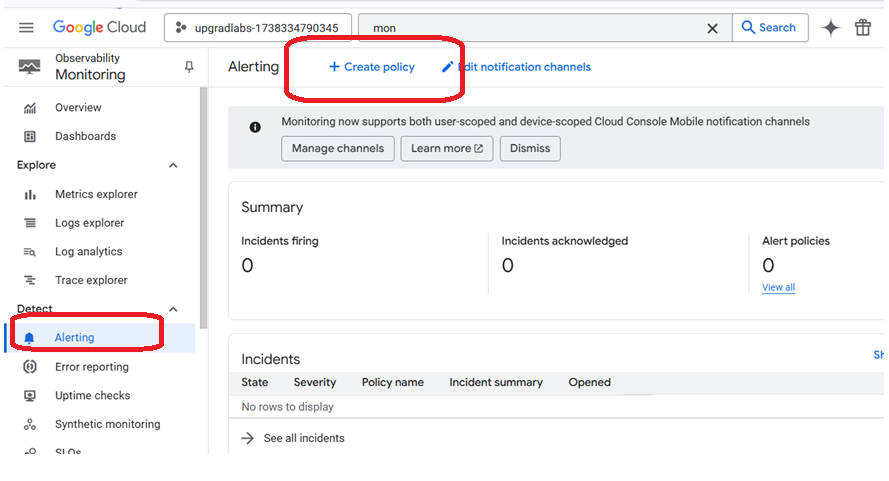 Google Cloud
upgradlabs-1738334790345
mon
Search
Observability
Monitoring
Overview
Dashboards
Explore
Metrics explorer
Logs explorer
Log analytics
Trace explorer
Detect
Alerting
Error reporting
Uptime checks
Synthetic monitoring
SLOs
Alerting
+ Create policy
Edit notification channels
Monitoring now supports both user-scoped and device-scoped Cloud Console Mobile notification channels
Manage channels
Learn more
Dismiss
Summary
Incidents firing
0
Incidents acknowledged
0
Alert policies
0
View all
Incidents
State Severity Policy name Incident summary Opened
No rows to display
See all incidents